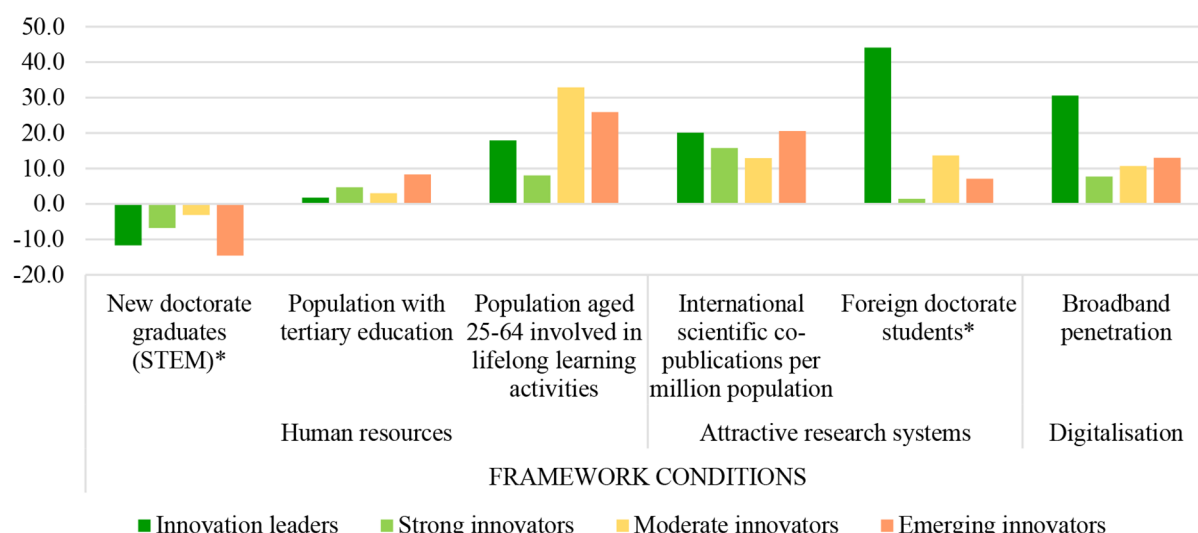 50.0
40.0
30.0
20.0
10.0
0.0
-10.0
-20.0
New doctorate
graduates
(STEM)*
Population with
tertiary education
Population aged
25-64 involved in
lifelong learning
activities
International
scientific co-
publications per
million population
Foreign doctorate
students*
Broadband
penetration
Human resources
Attractive research systems
Digitalisation
FRAMEWORK CONDITIONS
Innovation leaders
Strong innovators
Moderate innovators
Emerging innovators